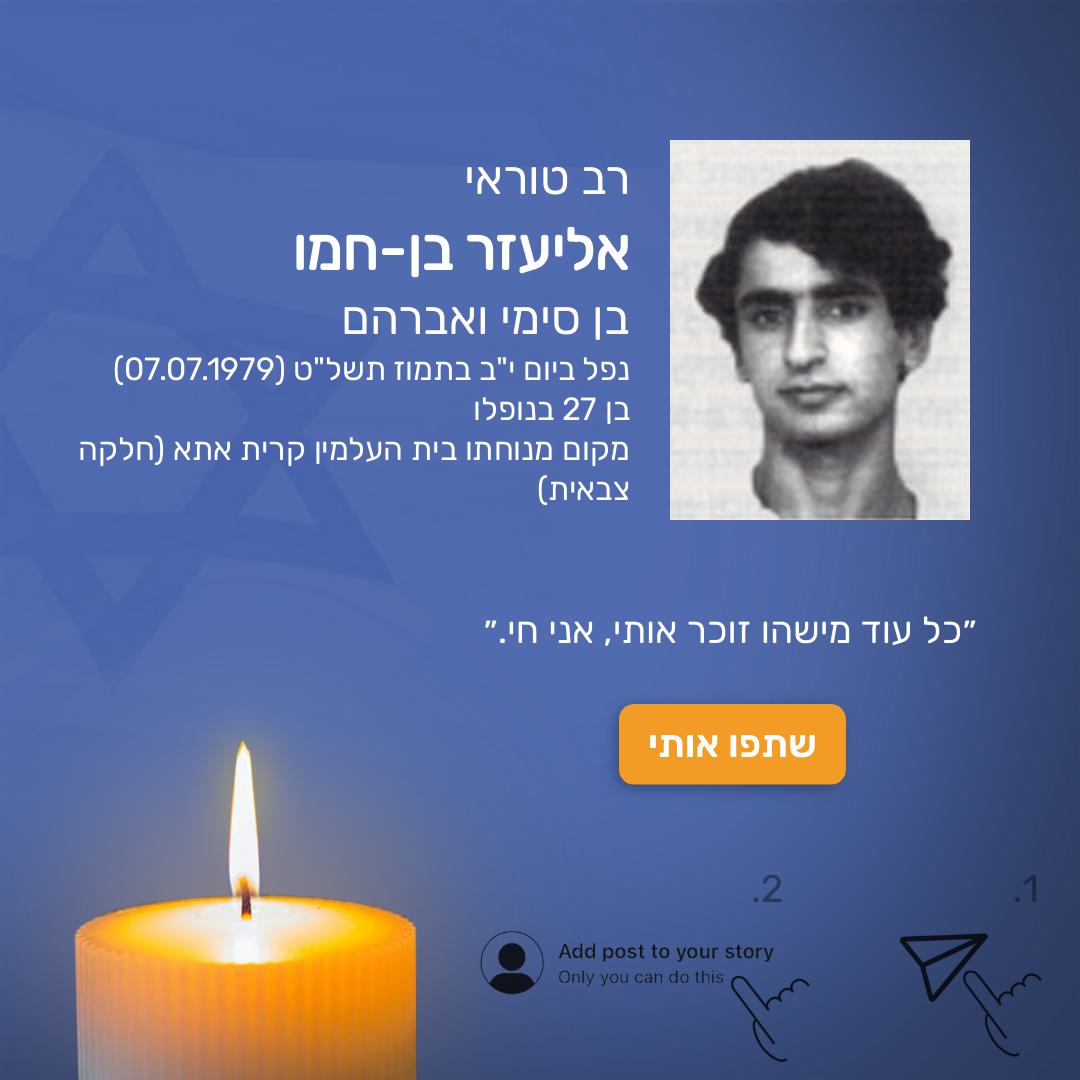 רב טוראי
אליעזר בן-חמו
בן סימי ואברהם
נפל ביום י"ב בתמוז תשל"ט (07.07.1979)
בן 27 בנופלו
מקום מנוחתו בית העלמין קרית אתא (חלקה
צבאית)
״כל עוד מישהו זוכר אותי, אני חי.״
שתפו אותי
.1
.2
Add post to your story
Only you can do this